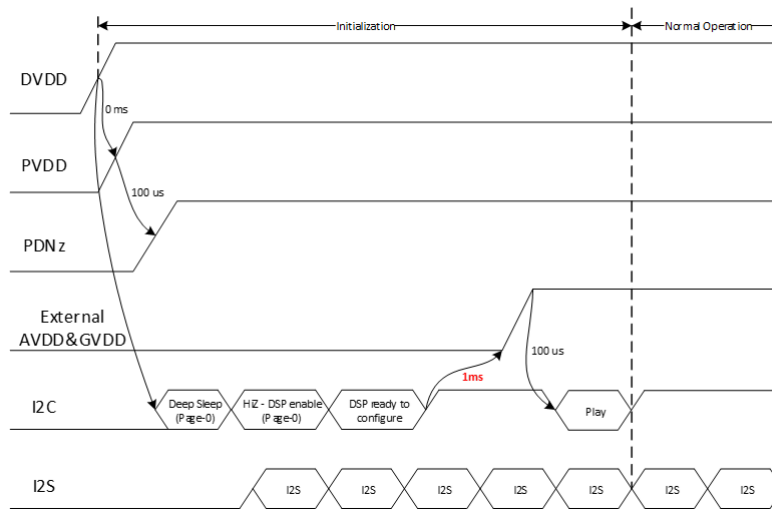 Initialization
Normal Operation
DVDD
0 ms
PVDD
100 us
PDNz
External
AVDD&GVDD
100 us
1ms
I2C
Deep Sleep
(Page-0)
HiZ - DSP enable
(Page-0)
DSP ready to
configure
Play
I2S
I2S
I2S
I2S
I2S
I2S
I2S
I2S